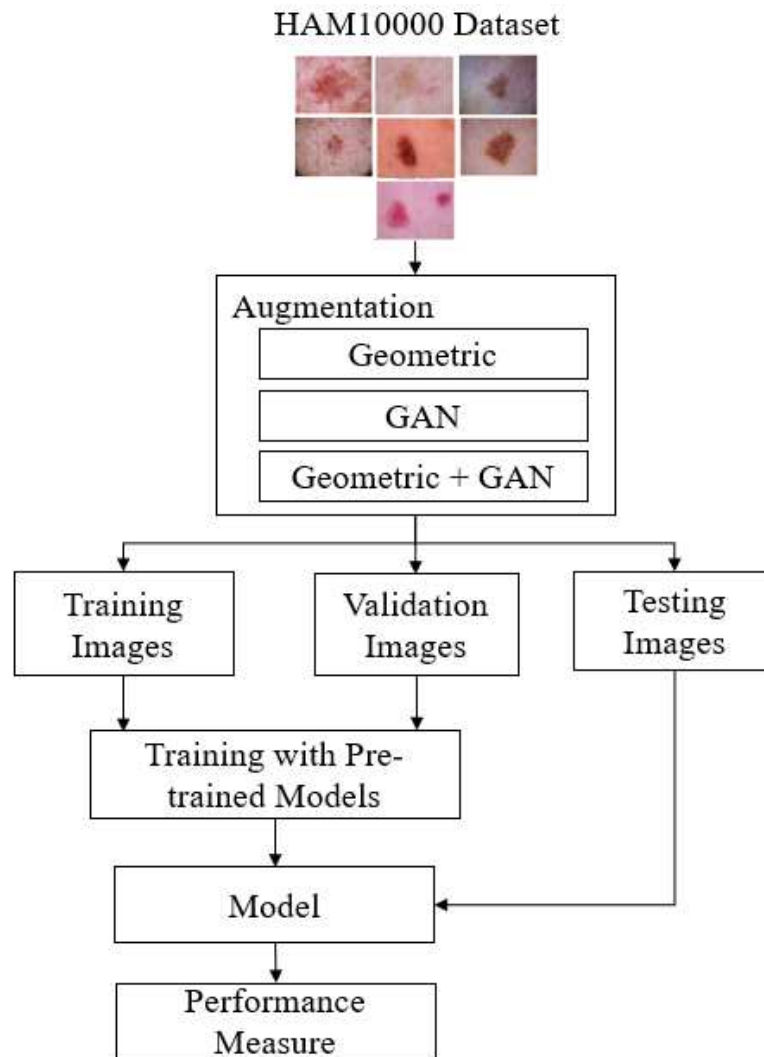 HAM10000 Dataset
Augmentation
Geometric
GAN
Geometric + GAN
Training
Images
Validation
Images
Testing
Images
Training with Pre-
trained Models
Model
Performance
Measure